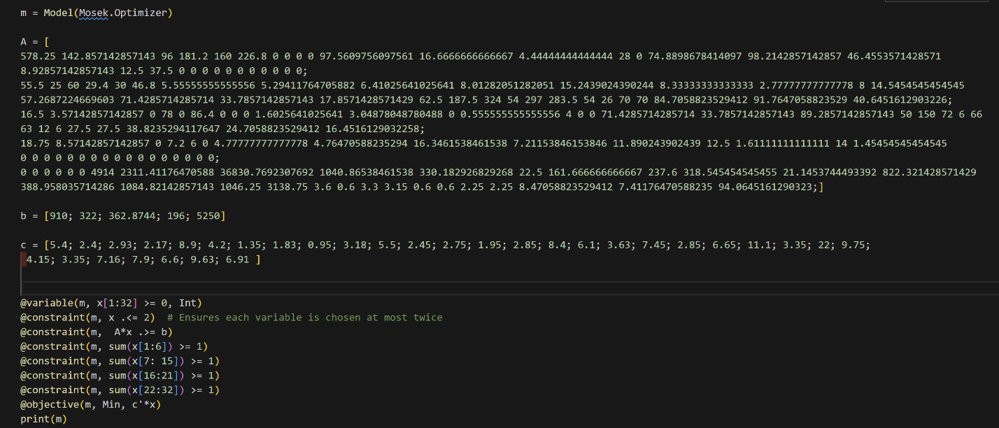 m = Model(Mosek.Optimizer)
A = [
578.25 142.857142857143 96 181.2 160 226.8 0 0 0 0 97.5609756097561 16.6666666666667 4.44444444444444 28 0 74.8898678414097 98.2142857142857 46.4553571428571
8.92857142857143 12.5 37.5 0 0 0 0 0 0 0 0 0 0 0;
55.5 25 60 29.4 30 46.8 5.55555555555556 5.29411764705882 6.41025641025641 8.01282051282051 15.2439024390244 8.33333333333333 2.77777777777778 8 14.5454545454545
57.2687224669603 71.4285714285714 33.7857142857143 17.8571428571429 62.5 187.5 324 54 297 283.5 54 26 70 70 84.7058823529412 91.7647058823529 40.6451612903226;
16.5 3.57142857142857 0 78 0 86.4 0 0 0 1.6025641025641 3.04878048780488 0 0.555555555555556 4 0 0 71.4285714285714 33.7857142857143 89.2857142857143 50 150 72 6 66
63 12 6 27.5 27.5 38.8235294117647 24.7058823529412 16.4516129032258;
18.75 8.57142857142857 0 7.2 6 0 4.77777777777778 4.76470588235294 16.3461538461538 7.21153846153846 11.890243902439 12.5 1.61111111111111 14 1.45454545454545
0 0 0 0 0 0 0 0 0 0 0 0 0 0 0 0 0;
0 0 0 0 0 0 4914 2311.41176470588 36830.7692307692 1040.86538461538 330.182926829268 22.5 161.666666666667 237.6 318.545454545455 21.1453744493392 822.321428571429
388.958035714286 1084.82142857143 1046.25 3138.75 3.6 0.6 3.3 3.15 0.6 0.6 2.25 2.25 8.47058823529412 7.41176470588235 94.0645161290323;]
b = [910; 322; 362.8744; 196; 5250]
c = [5.4; 2.4; 2.93; 2.17; 8.9; 4.2; 1.35; 1.83; 0.95; 3.18; 5.5; 2.45; 2.75; 1.95; 2.85; 8.4; 6.1; 3.63; 7.45; 2.85; 6.65; 11.1; 3.35; 22; 9.75;
4.15; 3.35; 7.16; 7.9; 6.6; 9.63; 6.91 ]
@variable(m, x[1:32] >= 0, Int)
@constraint(m, x .<= 2)  # Ensures each variable is chosen at most twice
@constraint(m,  A*x .>= b)
@constraint(m, sum(x[1:6]) >= 1)
@constraint(m, sum(x[7: 15]) >= 1)
@constraint(m, sum(x[16:21]) >= 1)
@constraint(m, sum(x[22:32]) >= 1)
@objective(m, Min, c'*x)
print(m)